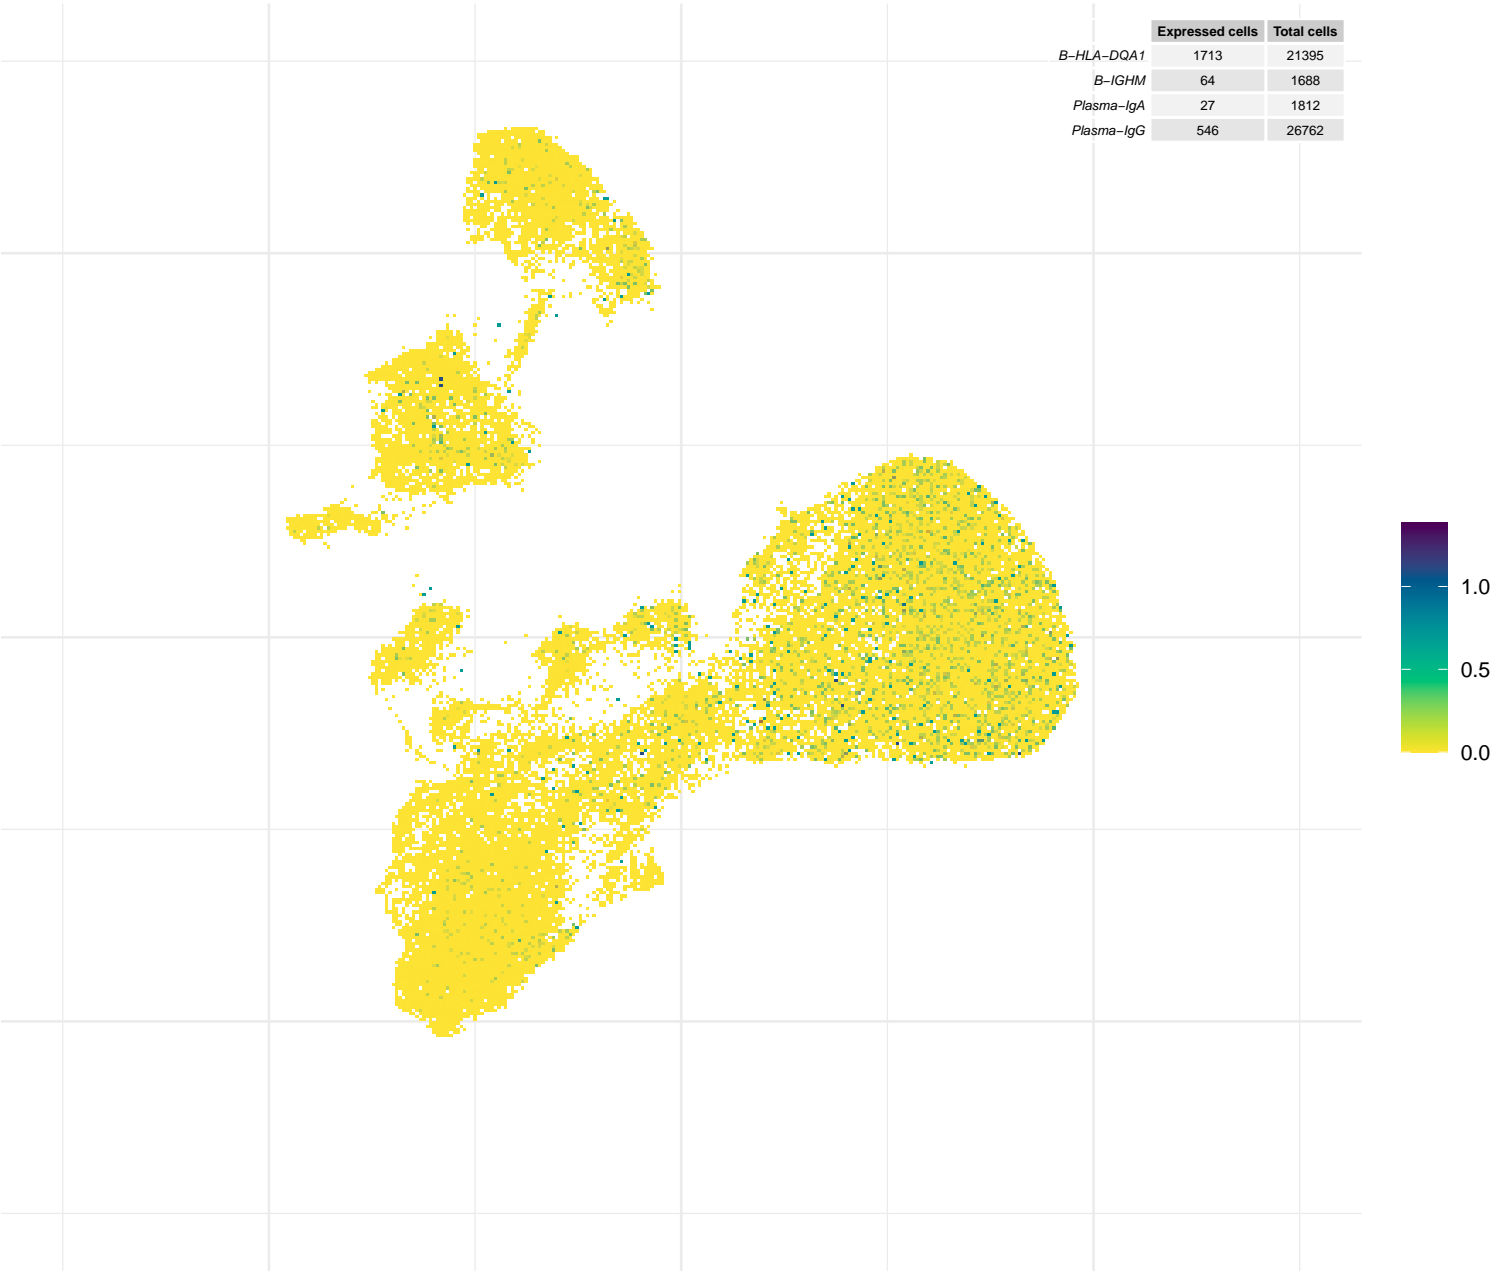 Expressed cells Total cells
B−HLA−DQA1 1713 21395
B−IGHM 64 1688
Plasma−IgA 27 1812
Plasma−IgG 546 26762
1.0
0.5
0.0